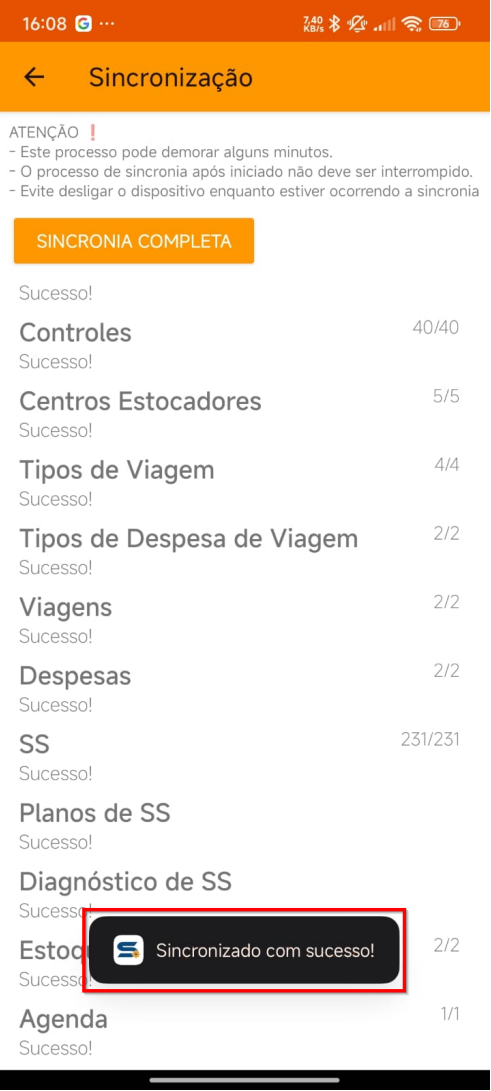 16:08
7,40
KB/s
76
Sincronização
ATENÇÃO ❗
- Este processo pode demorar alguns minutos.
- O processo de sincronia após iniciado não deve ser interrompido.
- Evite desligar o dispositivo enquanto estiver ocorrendo a sincronia
SINCRONIA COMPLETA
Sucesso!
Controles 40/40
Sucesso!
Centros Estocadores 5/5
Sucesso!
Tipos de Viagem 4/4
Sucesso!
Tipos de Despesa de Viagem 2/2
Sucesso!
Viagens 2/2
Sucesso!
Despesas 2/2
Sucesso!
SS 231/231
Sucesso!
Planos de SS
Sucesso!
Diagnóstico de SS
Sucesso!
2/2
Sincronizado com sucesso!
Sucesso!
Agenda 1/1
Sucesso!